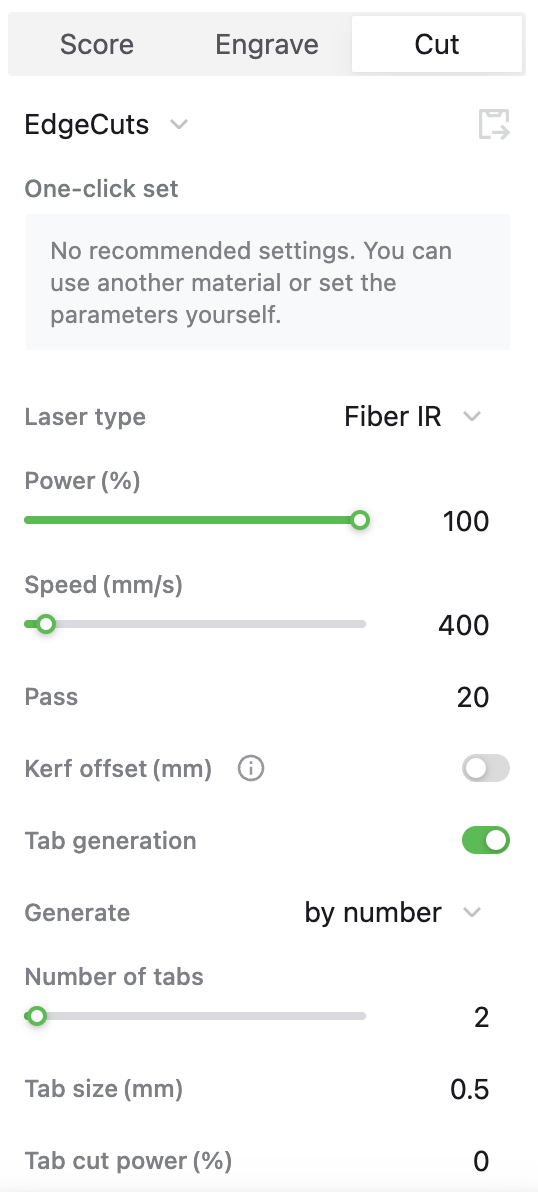 Score Engrave Cut
EdgeCuts
One-click set
No recommended settings. You can
use another material or set the
parameters yourself.
Laser type Fiber IR
Power (%)
100
Speed (mm/s)
400
Pass 20
Kerf offset (mm)
Tab generation
Generate by number
Number of tabs
2
Tab size (mm) 0.5
Tab cut power (%) 0